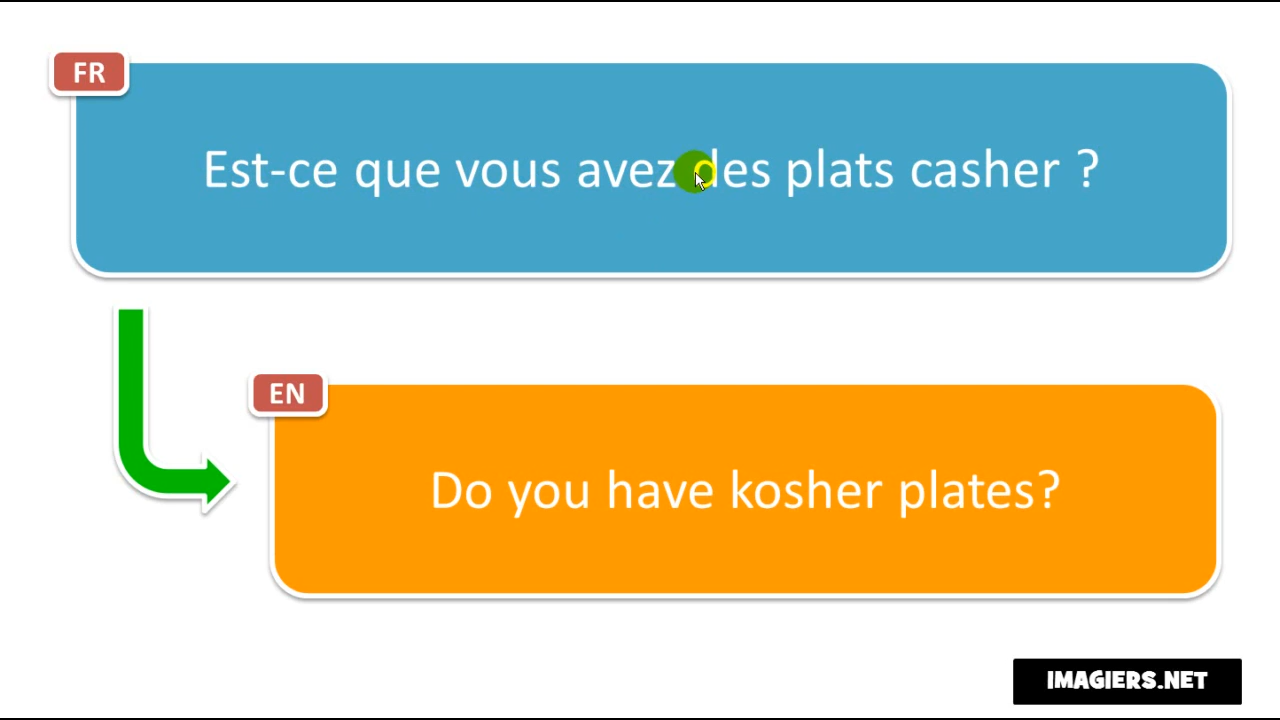 FR
Est-ce que vous avez des plats casher ?
EN
Do you have kosher plates?
IMAGIERS.NET